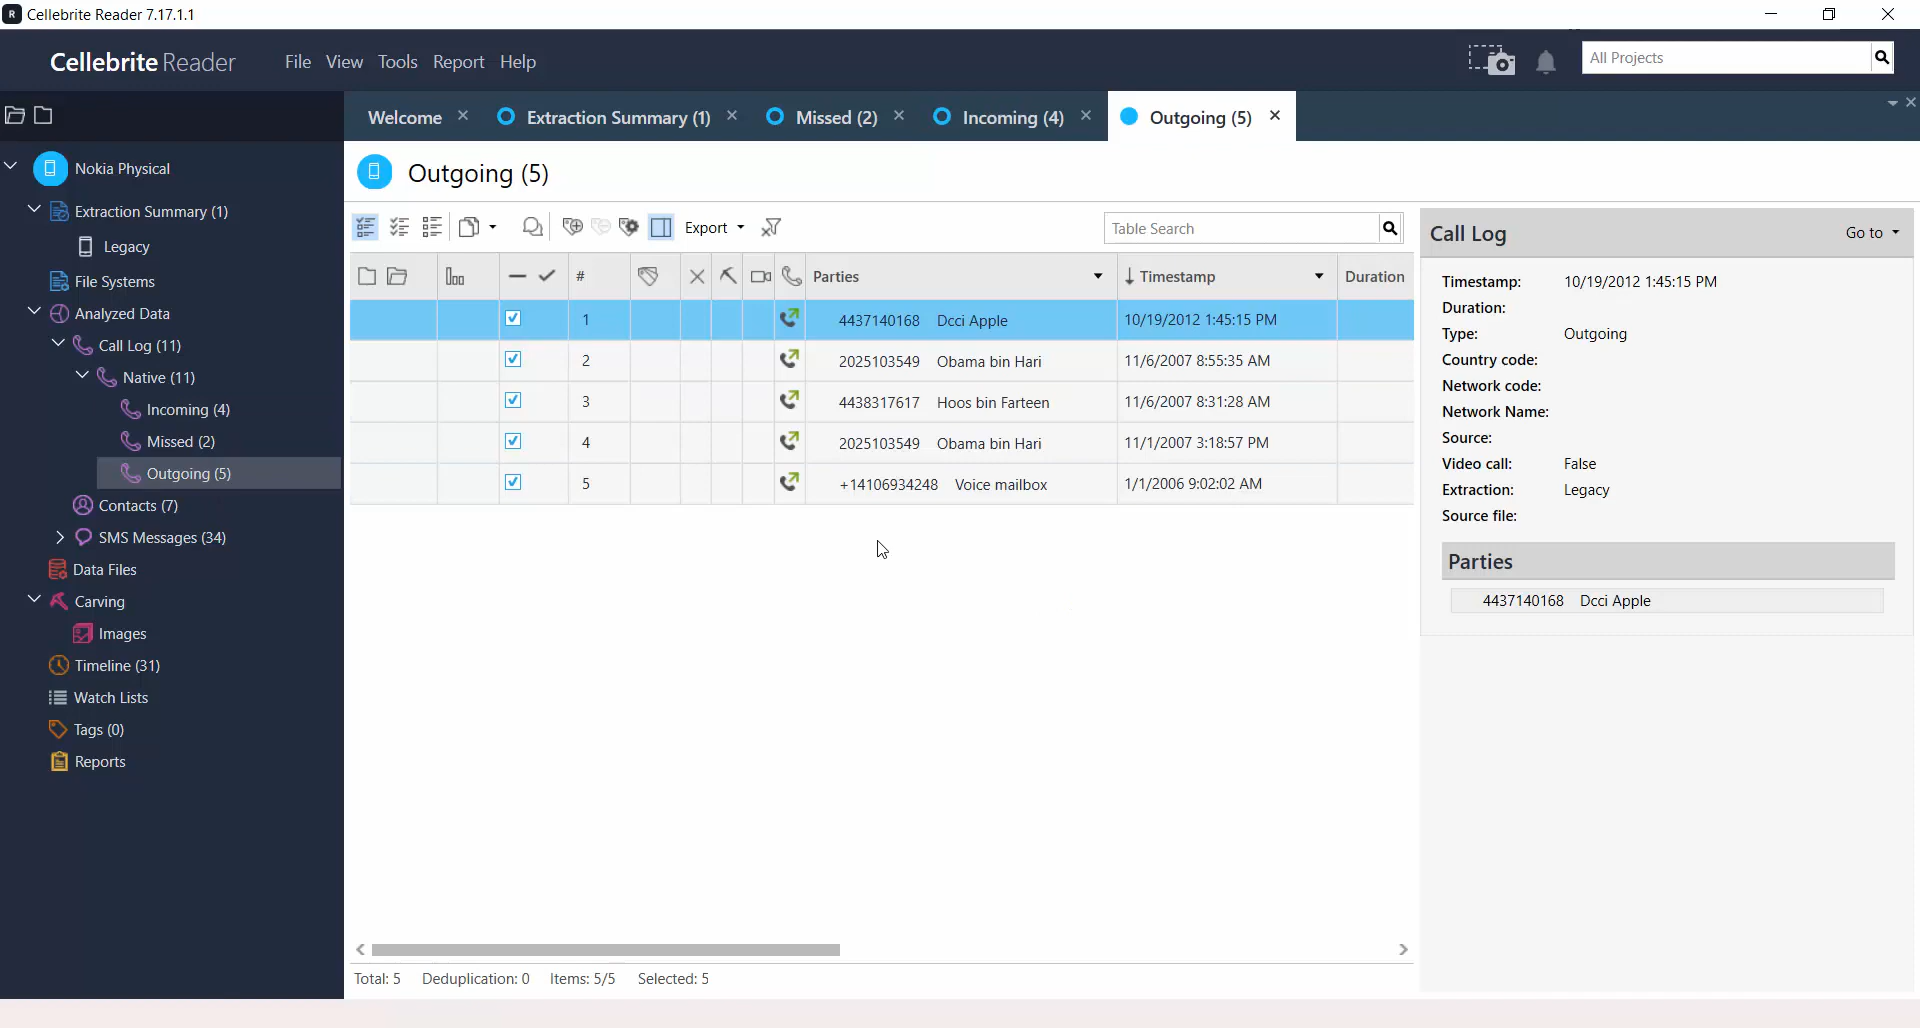 R Cellebrite Reader 7.17.1.1
Cellebrite Reader File View Tools Report Help All Projects
Welcome Extraction Summary (1) Missed (2) Incoming (4) Outgoing (5)
Nokia Physical
Extraction Summary (1)
Legacy
File Systems
Analyzed Data
Call Log (11)
Native (11)
Incoming (4)
Missed (2)
Outgoing (5)
Contacts (7)
SMS Messages (34)
Data Files
Carving
Images
Timeline (31)
Watch Lists
Tags (0)
Reports
Outgoing (5)
Export Table Search
# Parties Timestamp Duration
1 4437140168 Dcci Apple 10/19/2012 1:45:15 PM
2 2025103549 Obama bin Hari 11/6/2007 8:55:35 AM
3 4438317617 Hoos bin Farteen 11/6/2007 8:31:28 AM
4 2025103549 Obama bin Hari 11/1/2007 3:18:57 PM
5 +14106934248 Voice mailbox 1/1/2006 9:02:02 AM
Total: 5 Deduplication: 0 Items: 5/5 Selected: 5
Call Log Go to
Timestamp: 10/19/2012 1:45:15 PM
Duration:
Type: Outgoing
Country code:
Network code:
Network Name:
Source:
Video call: False
Extraction: Legacy
Source file:
Parties
4437140168 Dcci Apple